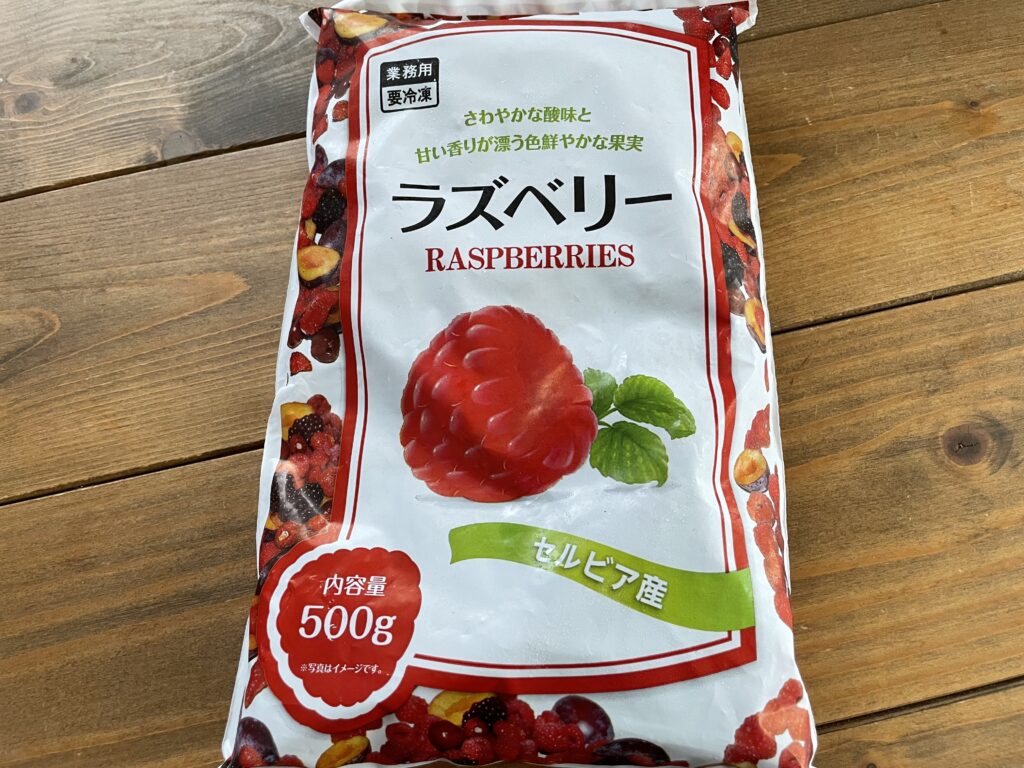 業務用
要冷凍
さわやかな酸味と
甘い香りが漂う色鮮やかな果実
ラズベリー
RASPBERRIES
セルビア産
内容量
500g
※写真はイメージです。